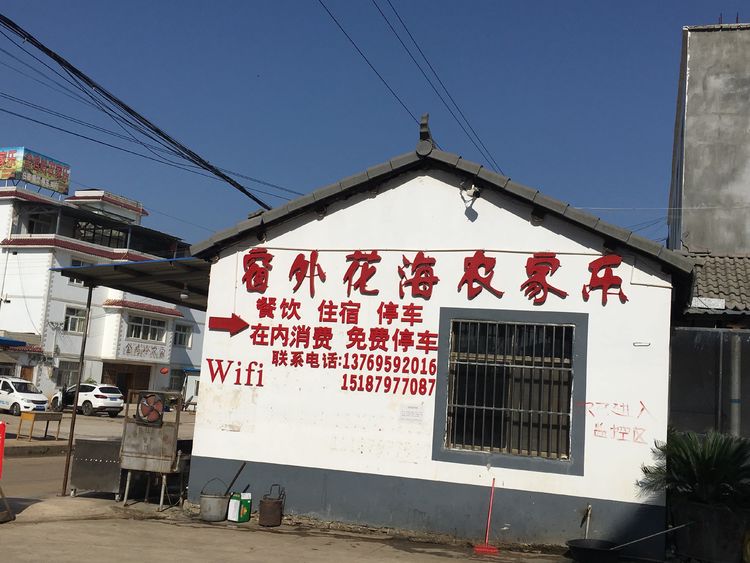 窗外花海农家乐
餐饮 住宿 停车
在内消费 免费停车
联系电话:13769592016
15187977087
Wifi
监控区